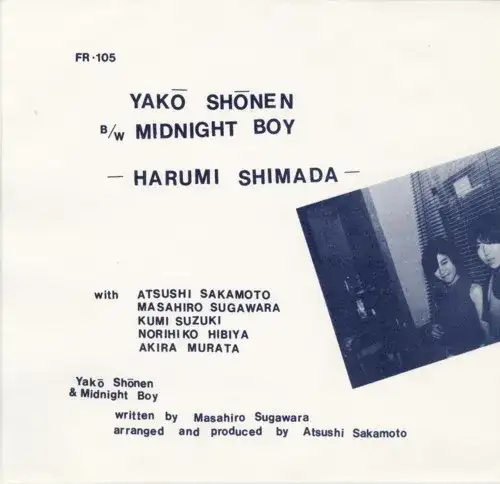 FR·105
YAKŌ SHŌNEN
B/W MIDNIGHT BOY
— HARUMI SHIMADA —
with ATSUSHI SAKAMOTO
MASAHIRO SUGAWARA
KUMI SUZUKI
NORIHIKO HIBIYA
AKIRA MURATA
Yakō Shōnen
& Midnight Boy
written by Masahiro Sugawara
arranged and produced by Atsushi Sakamoto